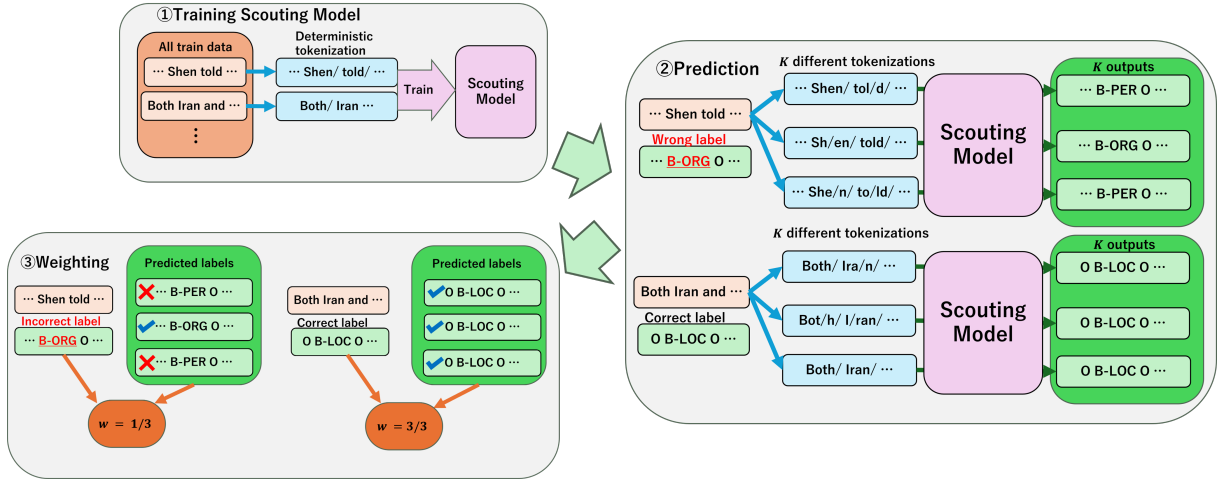 ①Training Scouting Model
All train data
Deterministic
tokenization
⋯ Shen told ⋯
⋯ Shen/ told/ ⋯
Both Iran and ⋯
Both/ Iran ⋯
⋮
Train
Scouting
Model
②Prediction
K different tokenizations
K outputs
⋯ Shen told ⋯
Wrong label
⋯ B-ORG O ⋯
⋯ Shen/ tol/d/ ⋯
⋯ Sh/en/ told/ ⋯
⋯ She/n/ to/ld/ ⋯
Scouting
Model
⋯ B-PER O ⋯
⋯ B-ORG O ⋯
⋯ B-PER O ⋯
K different tokenizations
K outputs
Both Iran and ⋯
Correct label
O B-LOC O ⋯
Both/ Ira/n/ ⋯
Bot/h/ I/ran/ ⋯
Both/ Iran/ ⋯
Scouting
Model
O B-LOC O ⋯
O B-LOC O ⋯
O B-LOC O ⋯
③Weighting
Predicted labels
⋯ Shen told ⋯
Incorrect label
⋯ B-ORG O ⋯
⋯ B-PER O ⋯
⋯ B-ORG O ⋯
⋯ B-PER O ⋯
w = 1/3
Predicted labels
Both Iran and ⋯
Correct label
O B-LOC O ⋯
O B-LOC O ⋯
O B-LOC O ⋯
O B-LOC O ⋯
w = 3/3